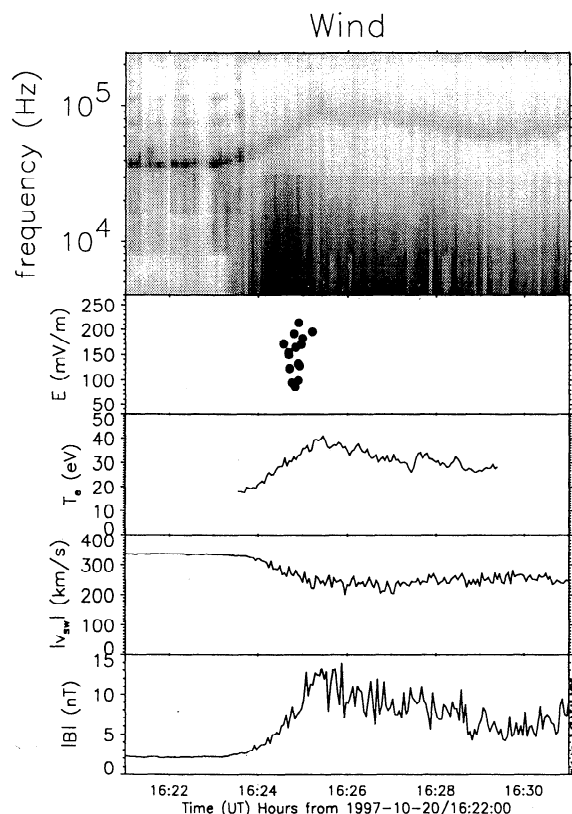 Wind
frequency (Hz)
10^5
10^4
E (mV/m)
250
200
150
100
50
T_e (eV)
50
40
30
20
10
0
|v_sw| (km/s)
400
300
200
100
0
|B| (nT)
15
10
5
0
16:22 16:24 16:26 16:28 16:30
Time (UT) Hours from 1997-10-20/16:22:00